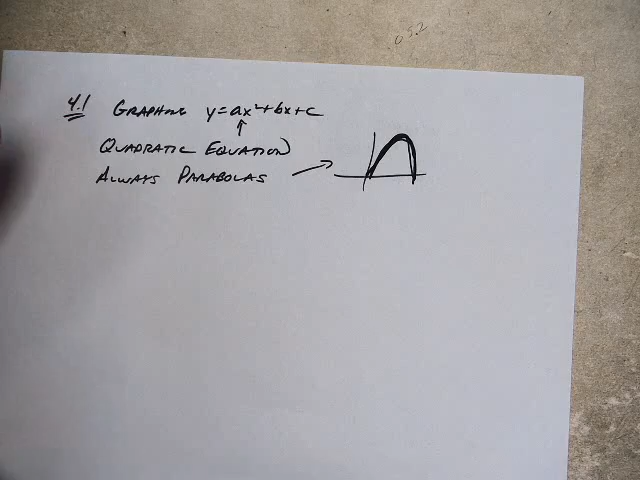 4.1 GRAPHING y=ax²+bx+c
QUADRATIC EQUATION
ALWAYS PARABOLAS